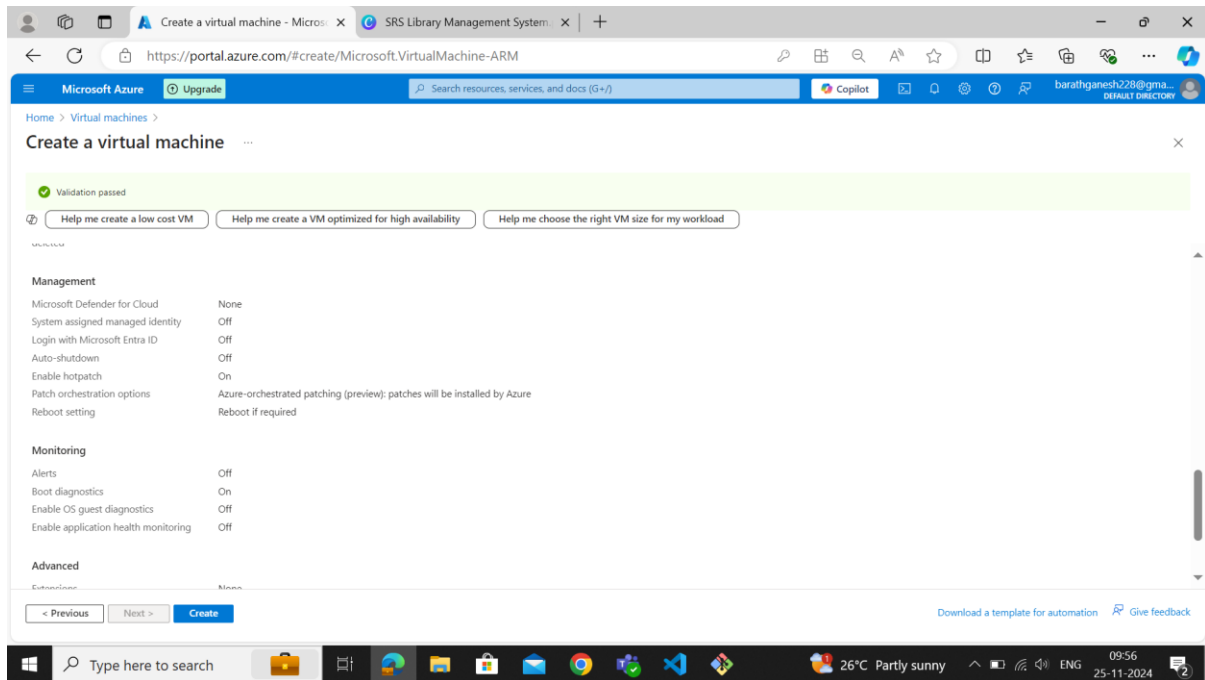 Create a virtual machine - Micros
SRS Library Management System.
https://portal.azure.com/#create/Microsoft.VirtualMachine-ARM
Microsoft Azure
Upgrade
Search resources, services, and docs (G+/)
Copilot
barathganesh228@gma...
DEFAULT DIRECTORY
Home > Virtual machines >
Create a virtual machine ...
Validation passed
Help me create a low cost VM
Help me create a VM optimized for high availability
Help me choose the right VM size for my workload
deleted
Management
Microsoft Defender for Cloud None
System assigned managed identity Off
Login with Microsoft Entra ID Off
Auto-shutdown Off
Enable hotpatch On
Patch orchestration options Azure-orchestrated patching (preview): patches will be installed by Azure
Reboot setting Reboot if required
Monitoring
Alerts Off
Boot diagnostics On
Enable OS guest diagnostics Off
Enable application health monitoring Off
Advanced
Extensions None
< Previous
Next >
Create
Download a template for automation
Give feedback
Type here to search
26°C Partly sunny
ENG
09:56
25-11-2024
2